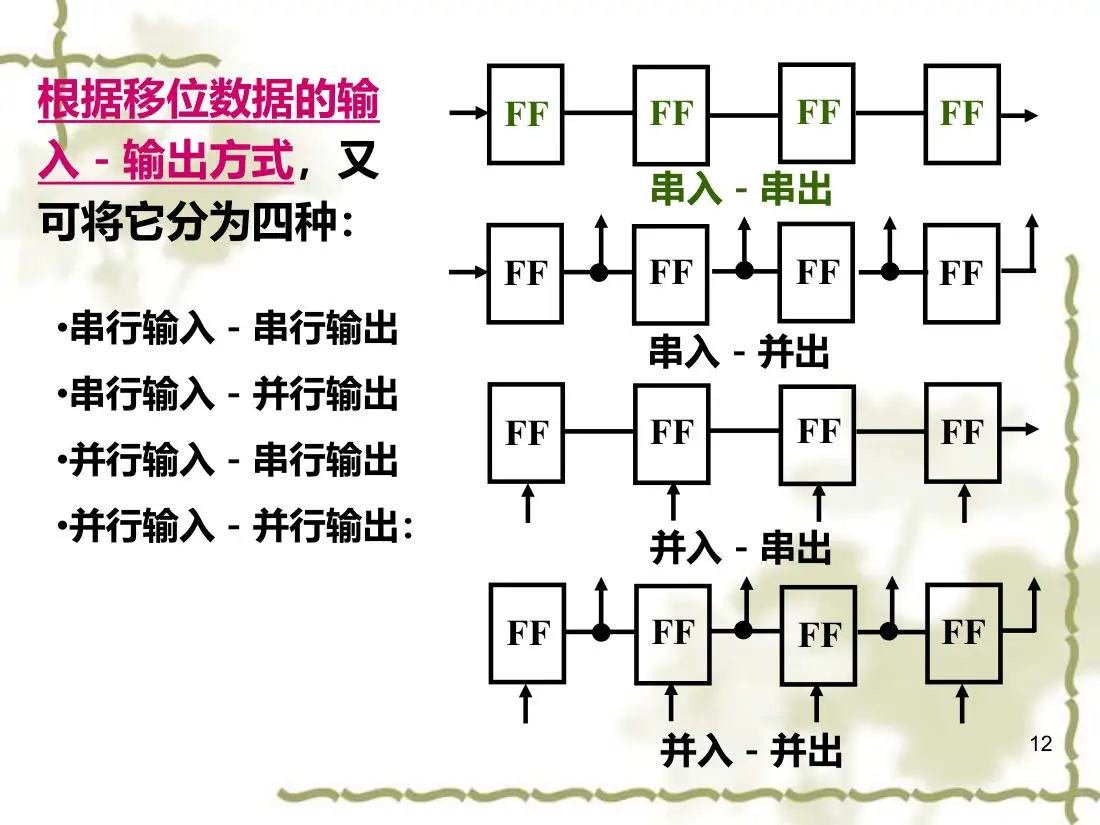 根据移位数据的输
入－输出方式，又
可将它分为四种：
•串行输入－串行输出
•串行输入－并行输出
•并行输入－串行输出
•并行输入－并行输出：
FF FF FF FF
串入－串出
FF FF FF FF
串入－并出
FF FF FF FF
并入－串出
FF FF FF FF
并入－并出
12